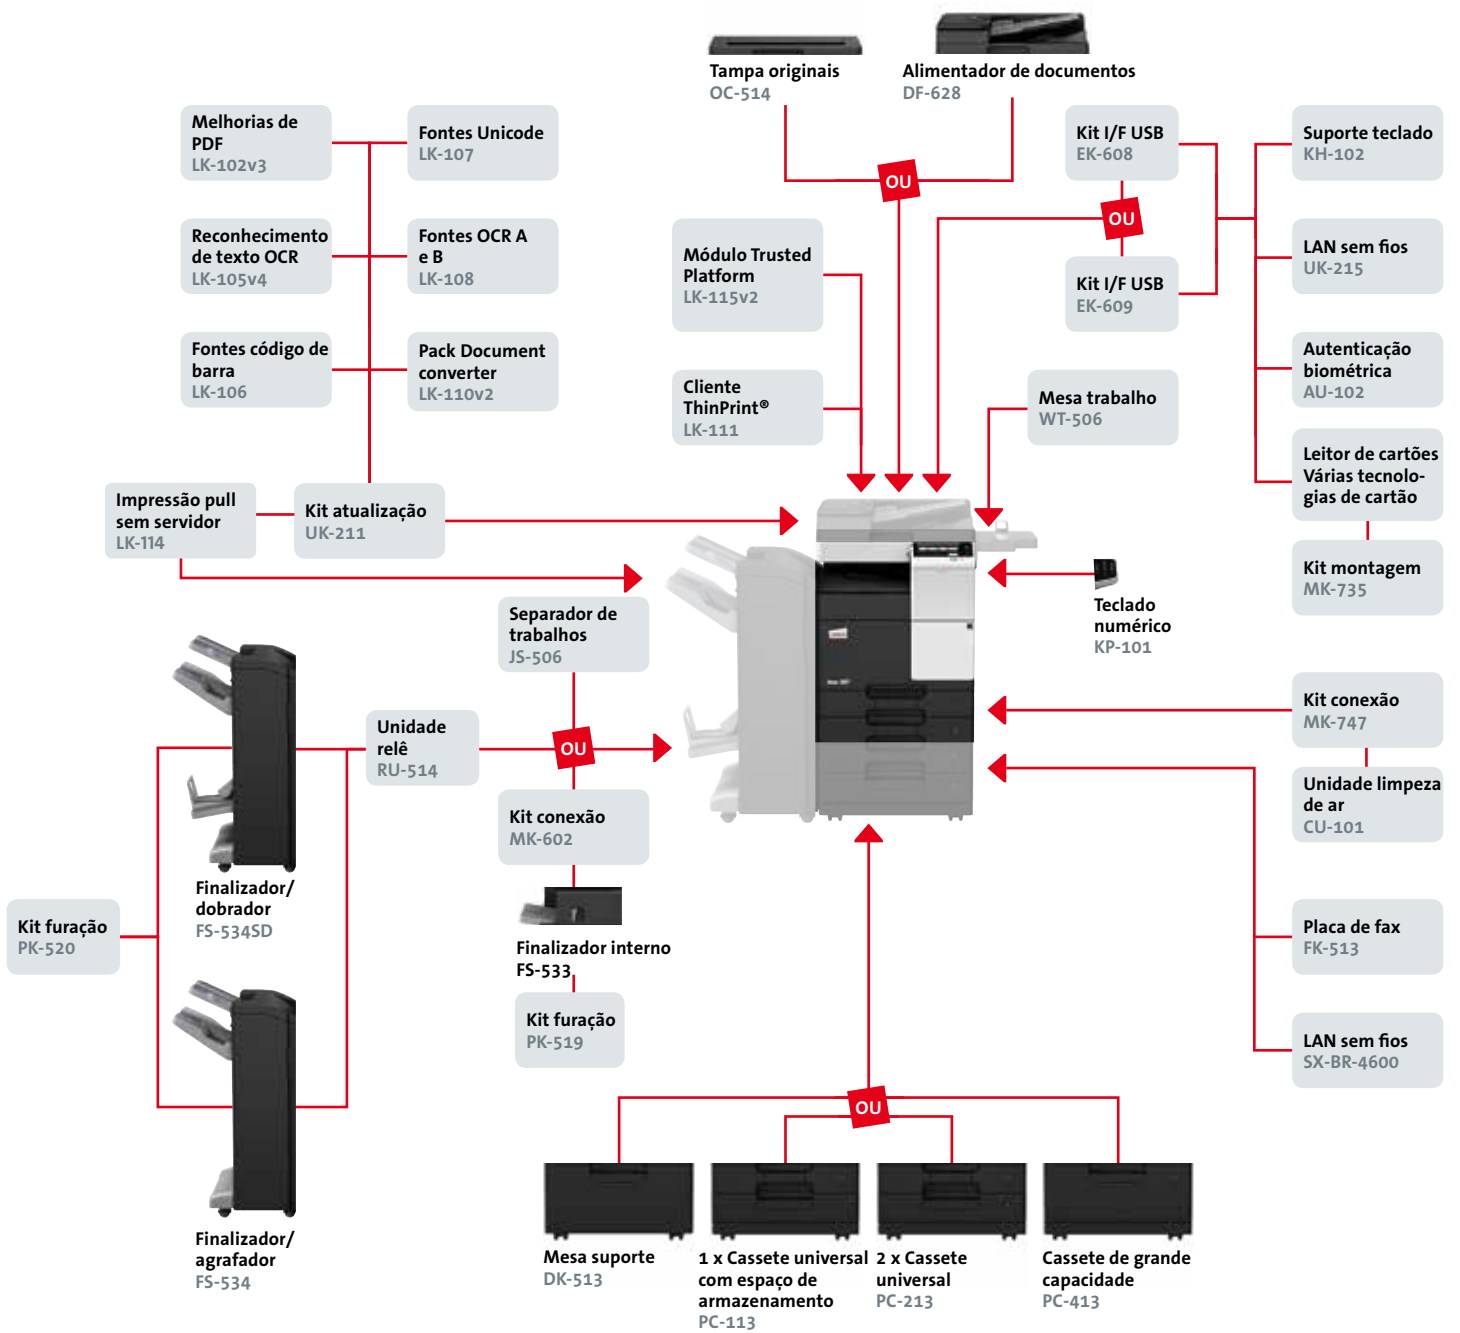 Tampa originais
OC-514
Alimentador de documentos
DF-628
Melhorias de
PDF
LK-102v3
Fontes Unicode
LK-107
Kit I/F USB
EK-608
Suporte teclado
KH-102
OU
OU
Reconhecimento
de texto OCR
LK-105v4
Fontes OCR A
e B
LK-108
Módulo Trusted
Platform
LK-115v2
Kit I/F USB
EK-609
LAN sem fios
UK-215
Fontes código de
barra
LK-106
Pack Document
converter
LK-110v2
Cliente
ThinPrint®
LK-111
Mesa trabalho
WT-506
Autenticação
biométrica
AU-102
Leitor de cartões
Várias tecnolo-
gias de cartão
Impressão pull
sem servidor
LK-114
Kit atualização
UK-211
Kit montagem
MK-735
Teclado
numérico
KP-101
Separador de
trabalhos
JS-506
Unidade
relê
RU-514
OU
Kit conexão
MK-747
Kit conexão
MK-602
Unidade limpeza
de ar
CU-101
Finalizador/
dobrador
FS-534SD
Kit furação
PK-520
Finalizador interno
FS-533
Placa de fax
FK-513
Kit furação
PK-519
LAN sem fios
SX-BR-4600
OU
Finalizador/
agrafador
FS-534
Mesa suporte
DK-513
1 x Cassete universal
com espaço de
armazenamento
PC-113
2 x Cassete
universal
PC-213
Cassete de grande
capacidade
PC-413